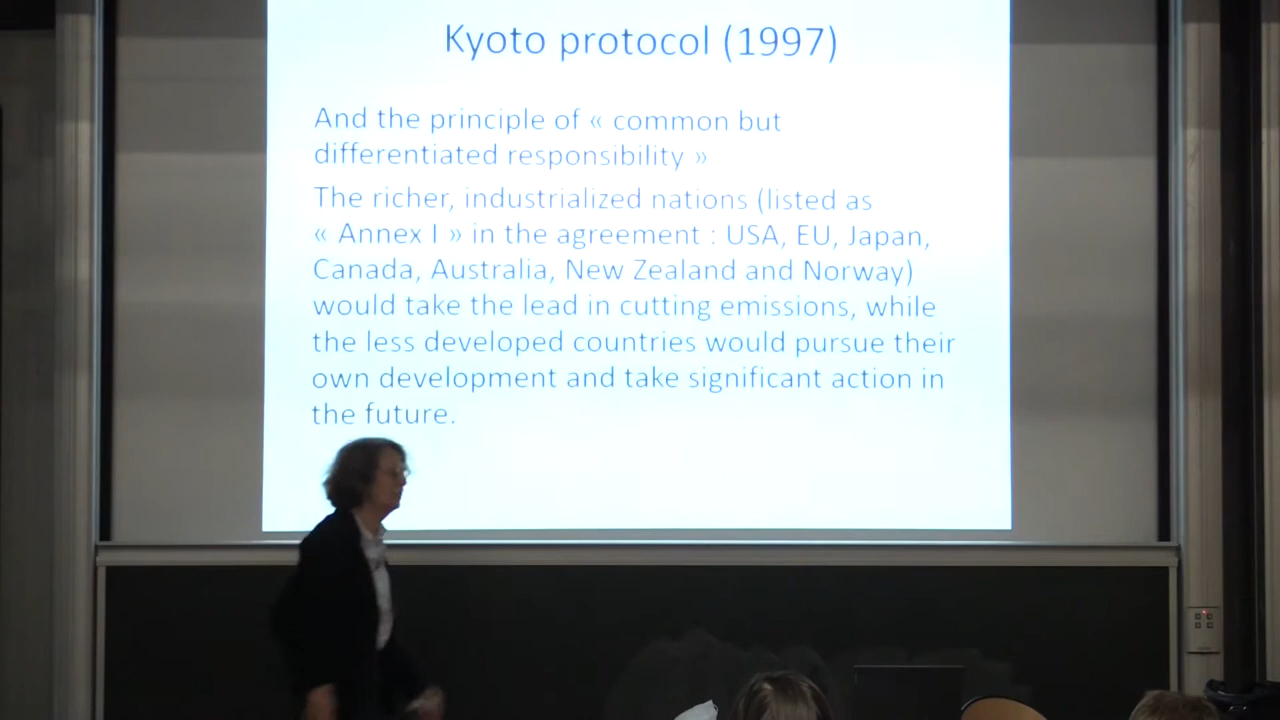 Kyoto protocol (1997)
And the principle of « common but
differentiated responsibility »
The richer, industrialized nations (listed as
« Annex I » in the agreement : USA, EU, Japan,
Canada, Australia, New Zealand and Norway)
would take the lead in cutting emissions, while
the less developed countries would pursue their
own development and take significant action in
the future.